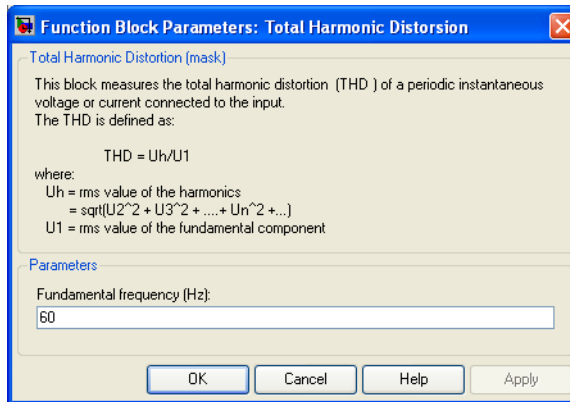 Function Block Parameters: Total Harmonic Distorsion
Total Harmonic Distortion (mask)
This block measures the total harmonic distortion (THD ) of a periodic instantaneous
voltage or current connected to the input.
The THD is defined as:
THD = Uh/U1
where:
Uh = rms value of the harmonics
= sqrt(U2^2 + U3^2 + ....+ Un^2 +...)
U1 = rms value of the fundamental component
Parameters
Fundamental frequency (Hz):
60
OK Cancel Help Apply